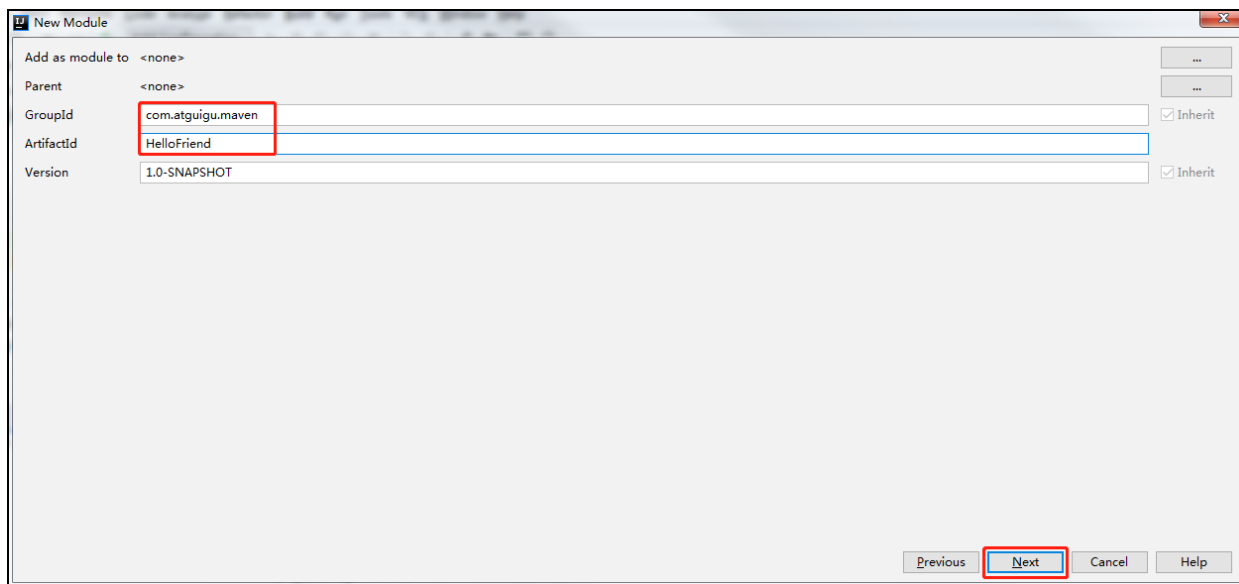 New Module
Add as module to <none>
...
Parent <none>
...
GroupId com.atguigu.maven Inherit
ArtifactId HelloFriend
Version 1.0-SNAPSHOT Inherit
Previous Next Cancel Help